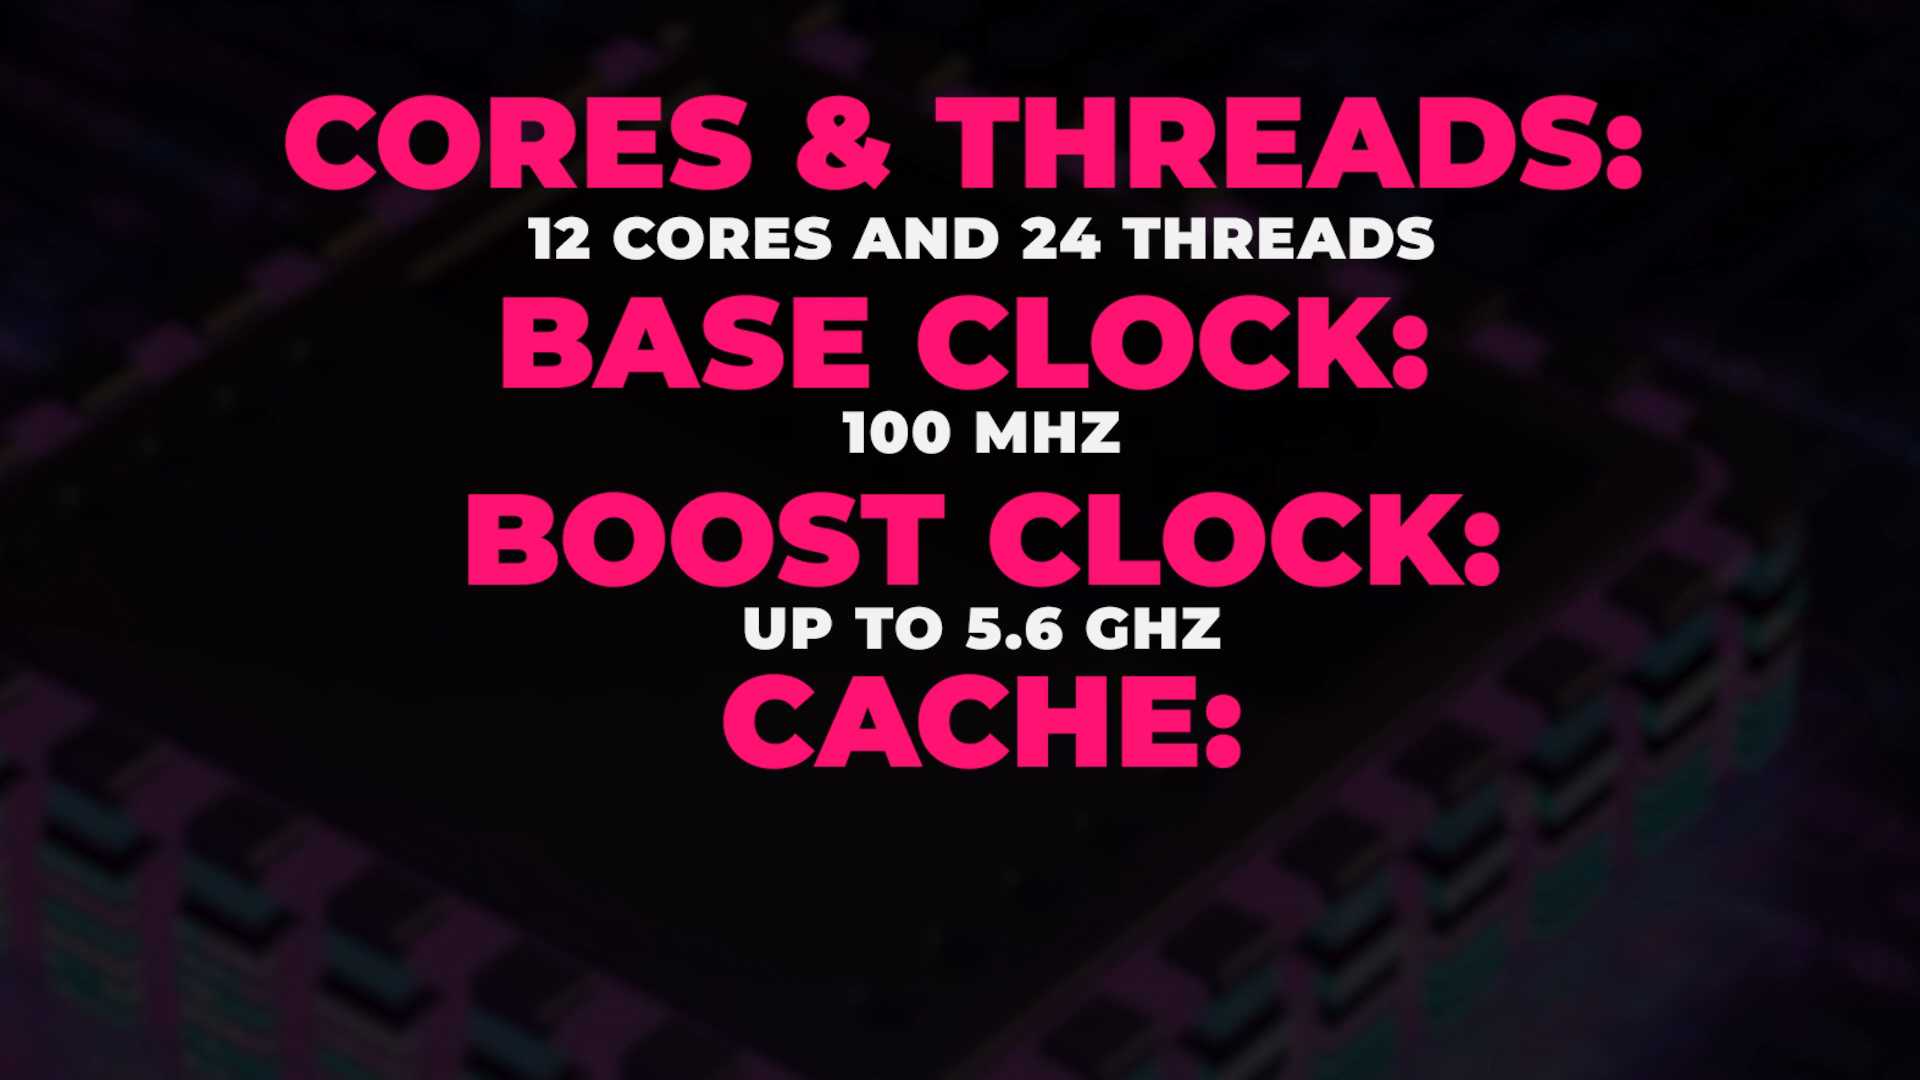 CORES & THREADS:
12 CORES AND 24 THREADS
BASE CLOCK:
100 MHZ
BOOST CLOCK:
UP TO 5.6 GHZ
CACHE: